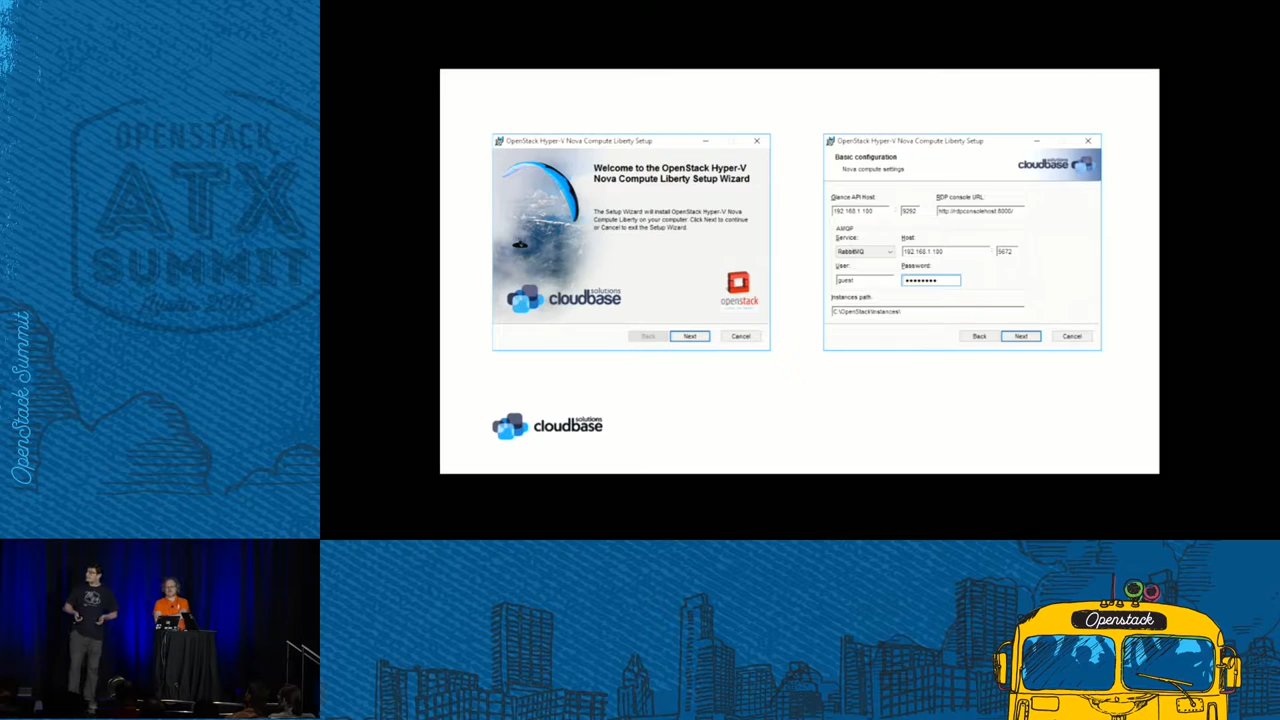 OPENSTACK
AUSTIN
SUMMIT
OpenStack Summit
OpenStack Hyper-V Nova Compute Liberty Setup
Welcome to the OpenStack Hyper-V
Nova Compute Liberty Setup Wizard
The Setup Wizard will install OpenStack Hyper-V Nova
Compute Liberty on your computer. Click Next to continue
or Cancel to exit the Setup Wizard.
cloudbase solutions
openstack
Back Next Cancel
OpenStack Hyper-V Nova Compute Liberty Setup
Basic configuration
Nova compute settings
cloudbase solutions
Glance API Host: RDP console URL:
192.168.1.100 : 9292 http://rdpconsolehost:8000/
AMQP
Service: Host:
RabbitMQ 192.168.1.100 : 5672
User: Password:
guest ••••••••
Instances path:
C:\OpenStack\Instances\
Back Next Cancel
cloudbase solutions
Openstack